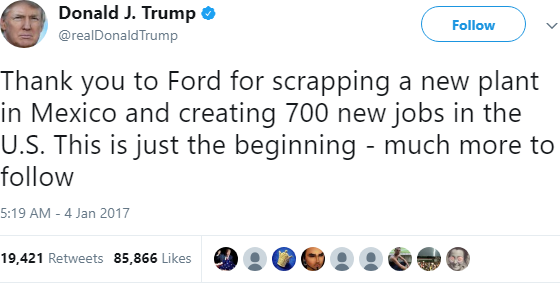 Donald J. Trump
@realDonaldTrump
Follow
Thank you to Ford for scrapping a new plant
in Mexico and creating 700 new jobs in the
U.S. This is just the beginning - much more to
follow
5:19 AM - 4 Jan 2017
19,421 Retweets 85,866 Likes